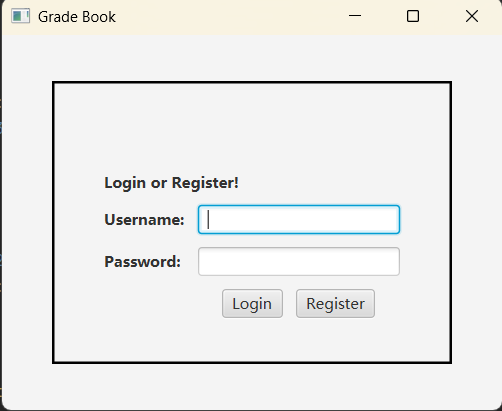 Grade Book
Login or Register!
Username:
Password:
Login Register